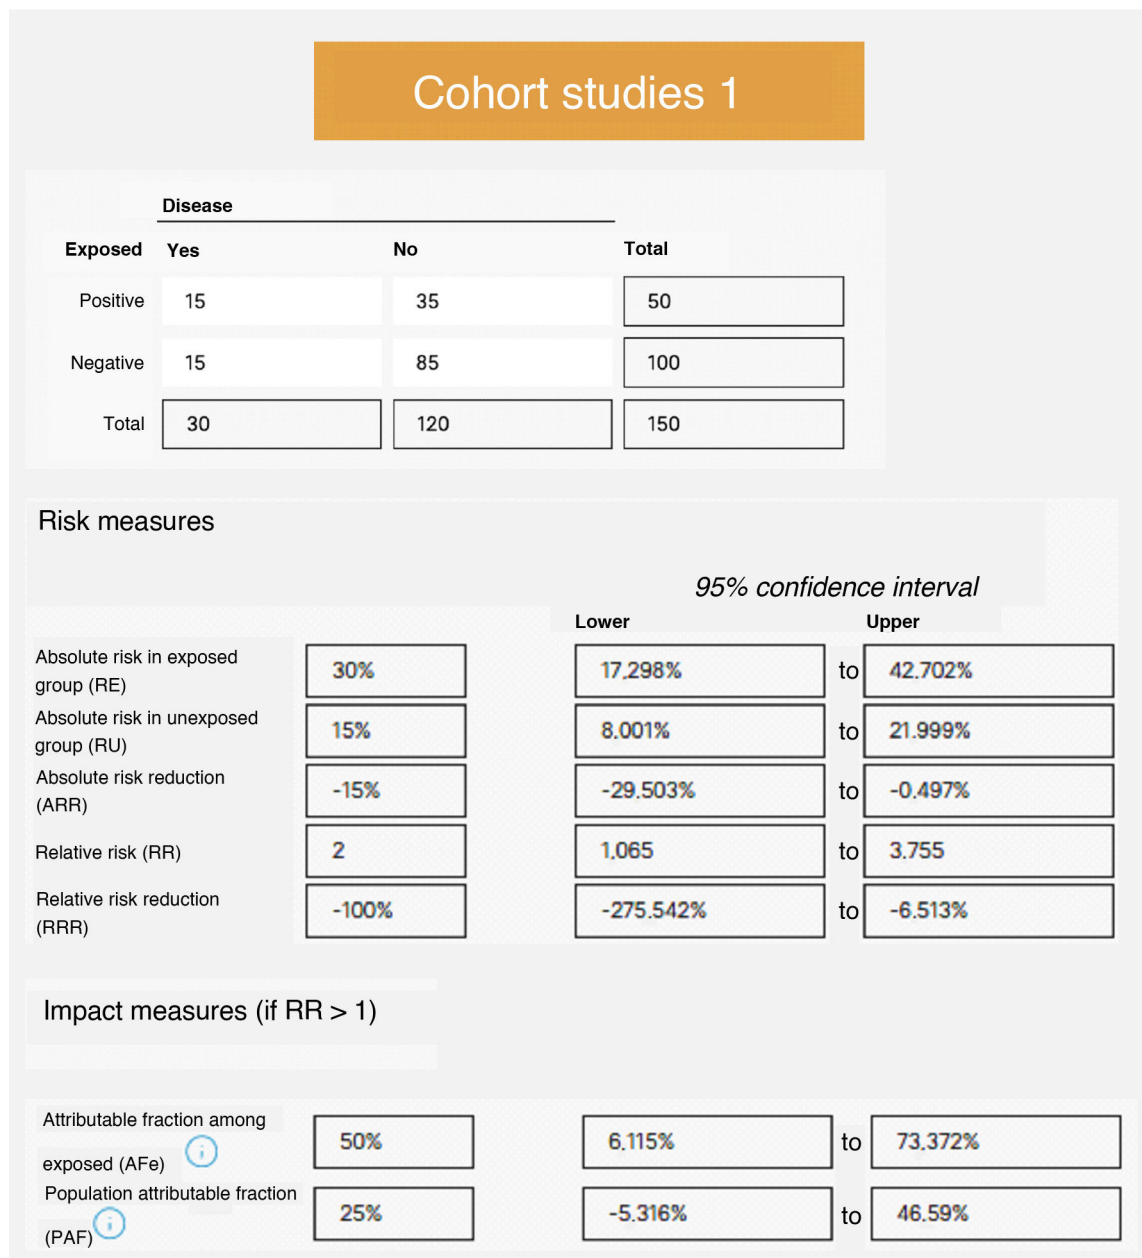 Cohort studies 1
Disease
Exposed Yes No Total
Positive 15 35 50
Negative 15 85 100
Total 30 120 150
Risk measures
95% confidence interval
Lower Upper
Absolute risk in exposed
group (RE) 30% 17.298% to 42.702%
Absolute risk in unexposed
group (RU) 15% 8.001% to 21.999%
Absolute risk reduction
(ARR) -15% -29.503% to -0.497%
Relative risk (RR) 2 1.065 to 3.755
Relative risk reduction
(RRR) -100% -275.542% to -6.513%
Impact measures (if RR > 1)
Attributable fraction among
exposed (AFe) 50% 6.115% to 73.372%
Population attributable fraction
(PAF) 25% -5.316% to 46.59%